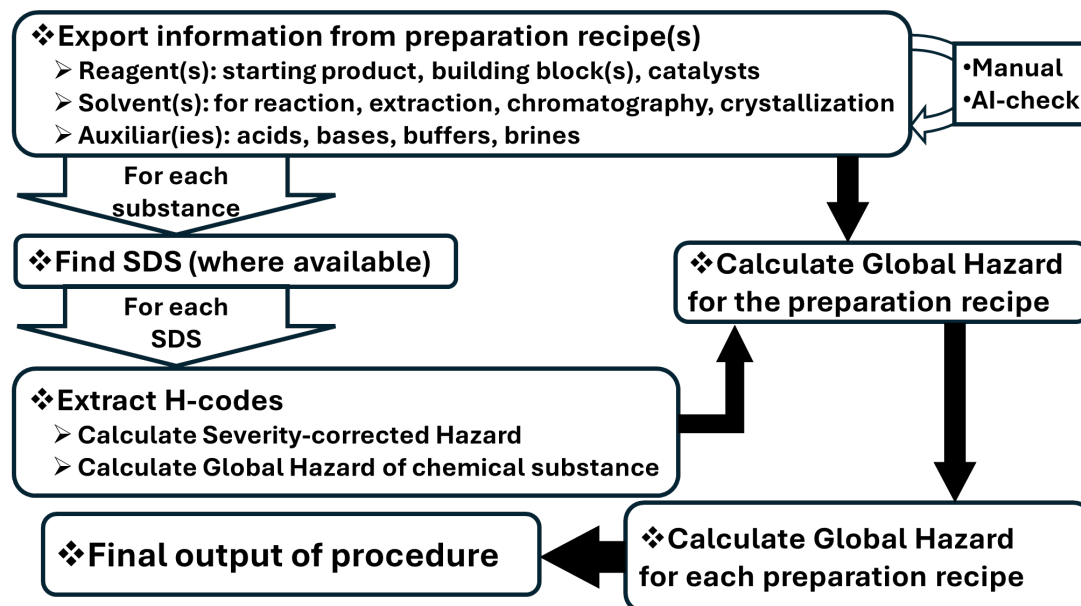 ❖Export information from preparation recipe(s)
➢ Reagent(s): starting product, building block(s), catalysts
➢ Solvent(s): for reaction, extraction, chromatography, crystallization
➢ Auxiliar(ies): acids, bases, buffers, brines
•Manual
•AI-check
For each
substance
❖Find SDS (where available)
For each
SDS
❖Extract H-codes
➢ Calculate Severity-corrected Hazard
➢ Calculate Global Hazard of chemical substance
❖Calculate Global Hazard
for the preparation recipe
❖Calculate Global Hazard
for each preparation recipe
❖Final output of procedure